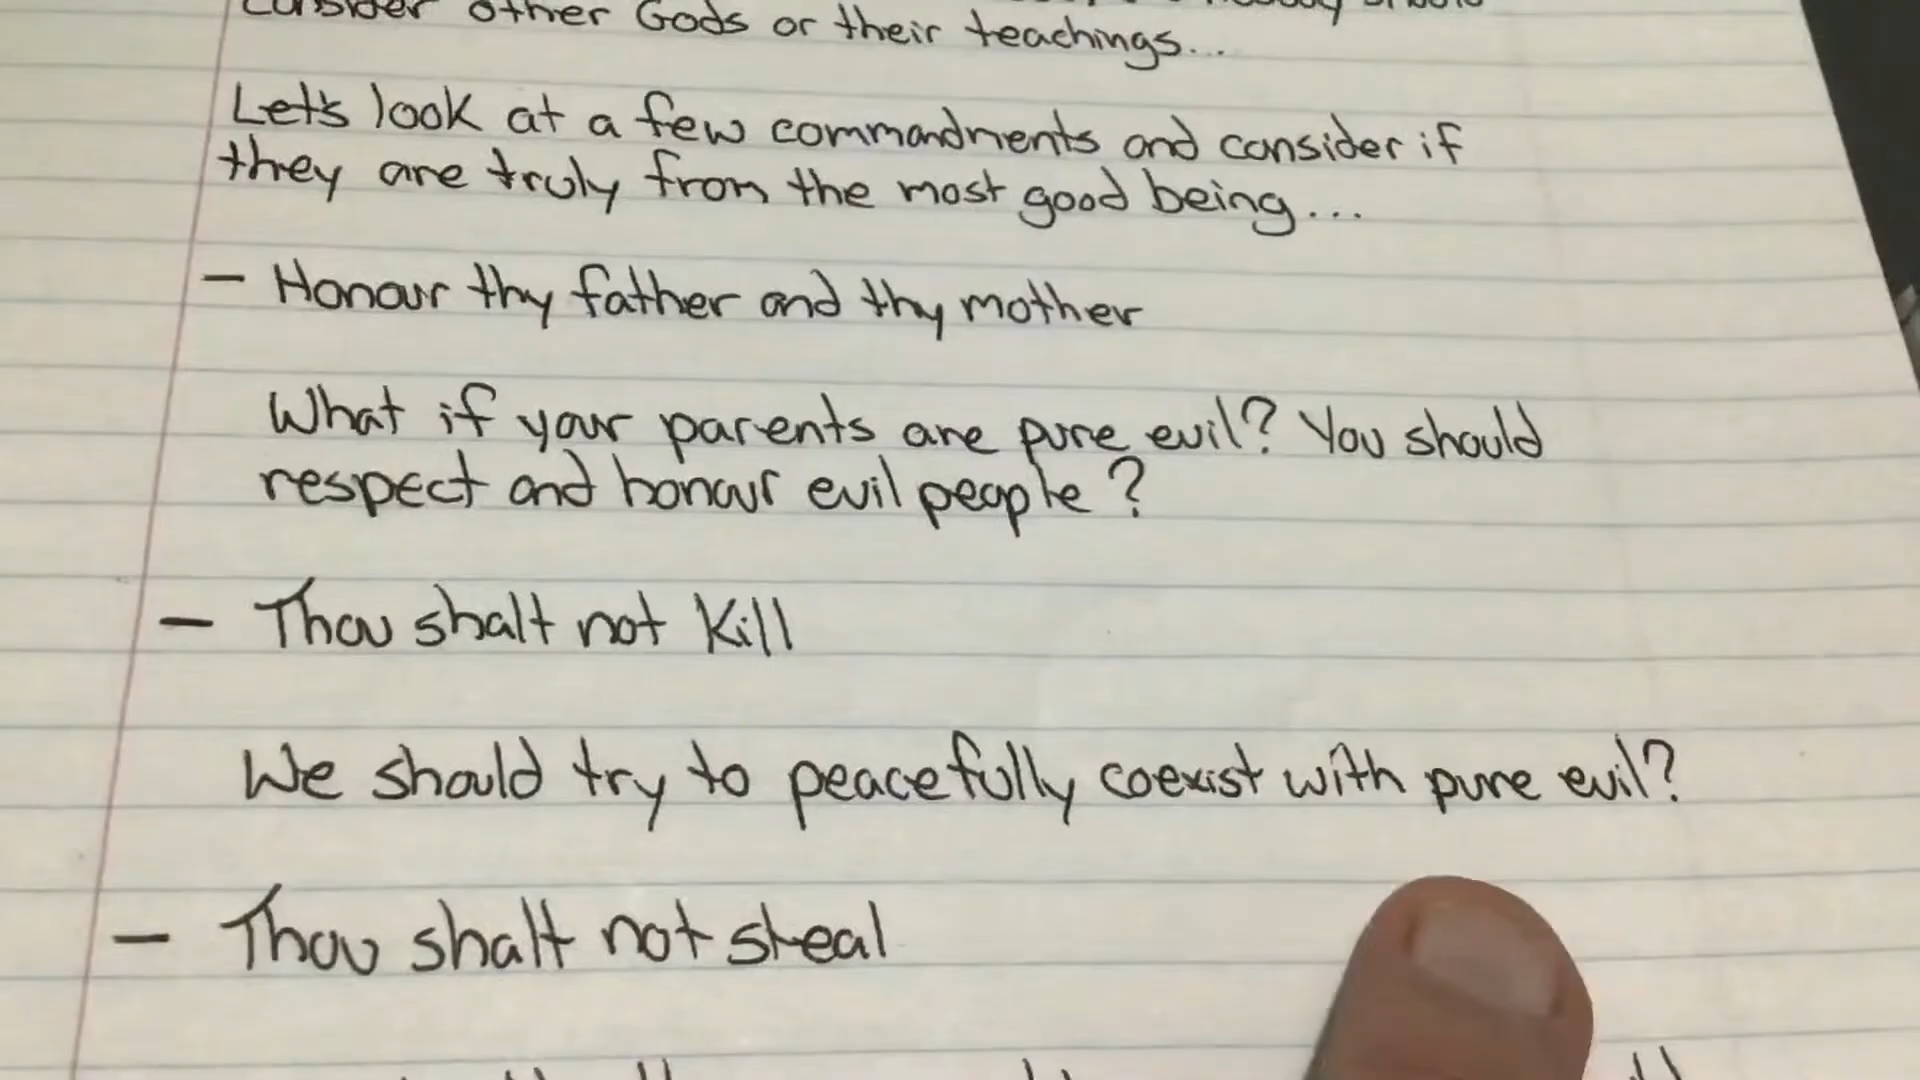 consider other Gods or their teachings...
Let's look at a few commandments and consider if
they are truly from the most good being...
- Honour thy father and thy mother
What if your parents are pure evil? You should
respect and honour evil people?
- Thou shalt not kill
We should try to peacefully coexist with pure evil?
- Thou shalt not steal